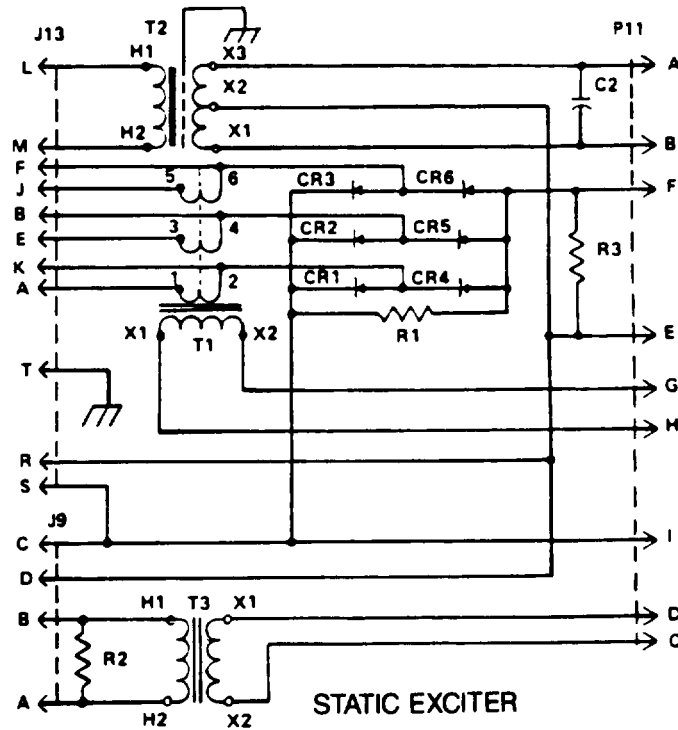 J13 T2 P11
H1 X3
L A
X2 C2
H2 X1
M B
F 5 6 CR3 CR6
J F
B 3 4 CR2 CR5
E R3
K 1 2 CR1 CR4
A
R1
X1 T1 X2 E
T G
H
R
S
J9
C I
D
H1 T3 X1
B D
R2 C
A
H2 X2
STATIC EXCITER